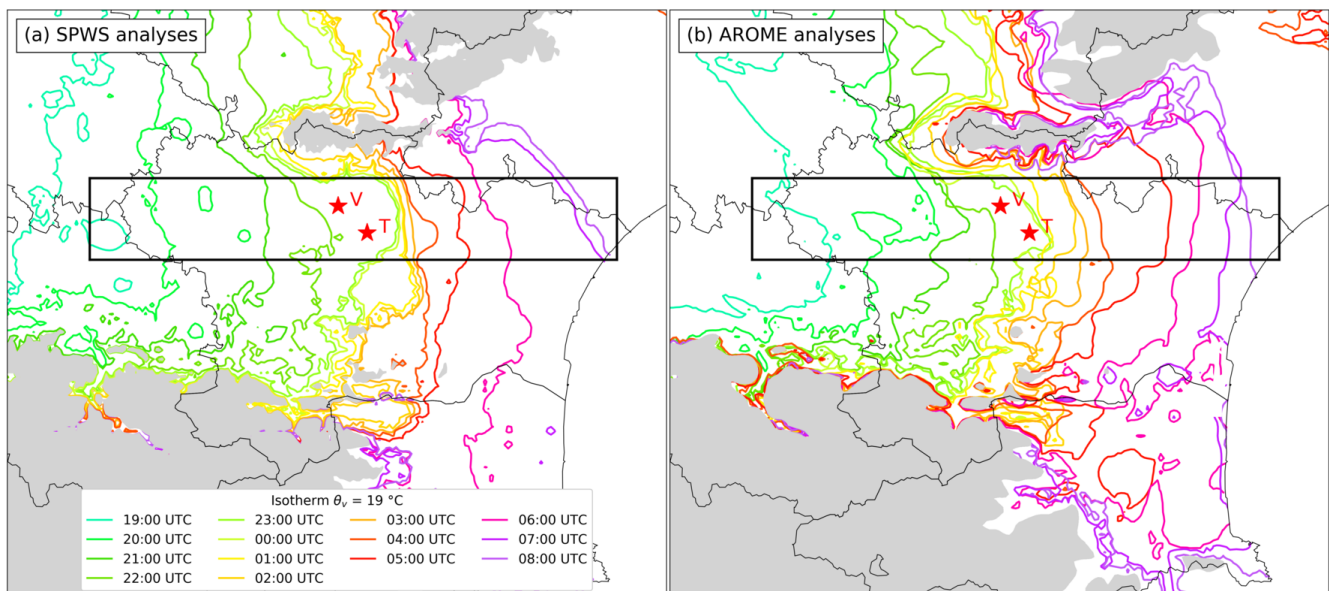 (a) SPWS analyses
(b) AROME analyses
V
T
V
T
Isotherm θv = 19 °C
19:00 UTC 23:00 UTC 03:00 UTC 06:00 UTC
20:00 UTC 00:00 UTC 04:00 UTC 07:00 UTC
21:00 UTC 01:00 UTC 05:00 UTC 08:00 UTC
22:00 UTC 02:00 UTC